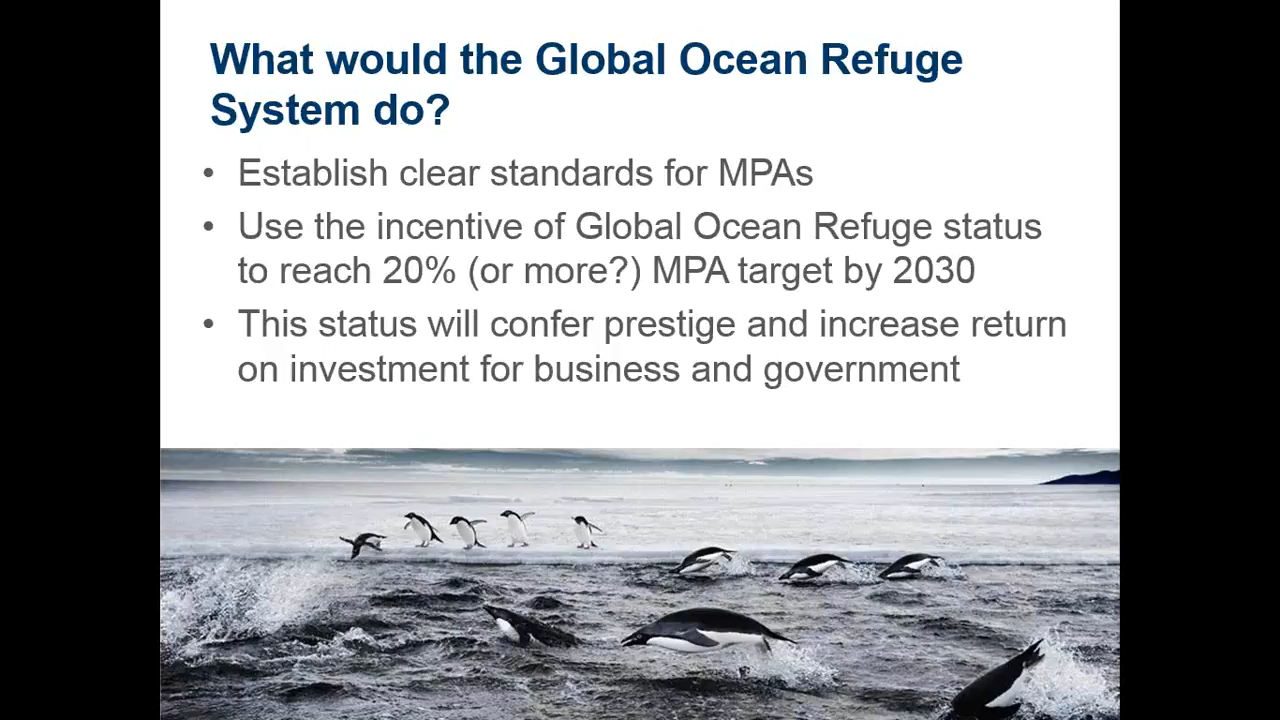 What would the Global Ocean Refuge
System do?
• Establish clear standards for MPAs
• Use the incentive of Global Ocean Refuge status
to reach 20% (or more?) MPA target by 2030
• This status will confer prestige and increase return
on investment for business and government